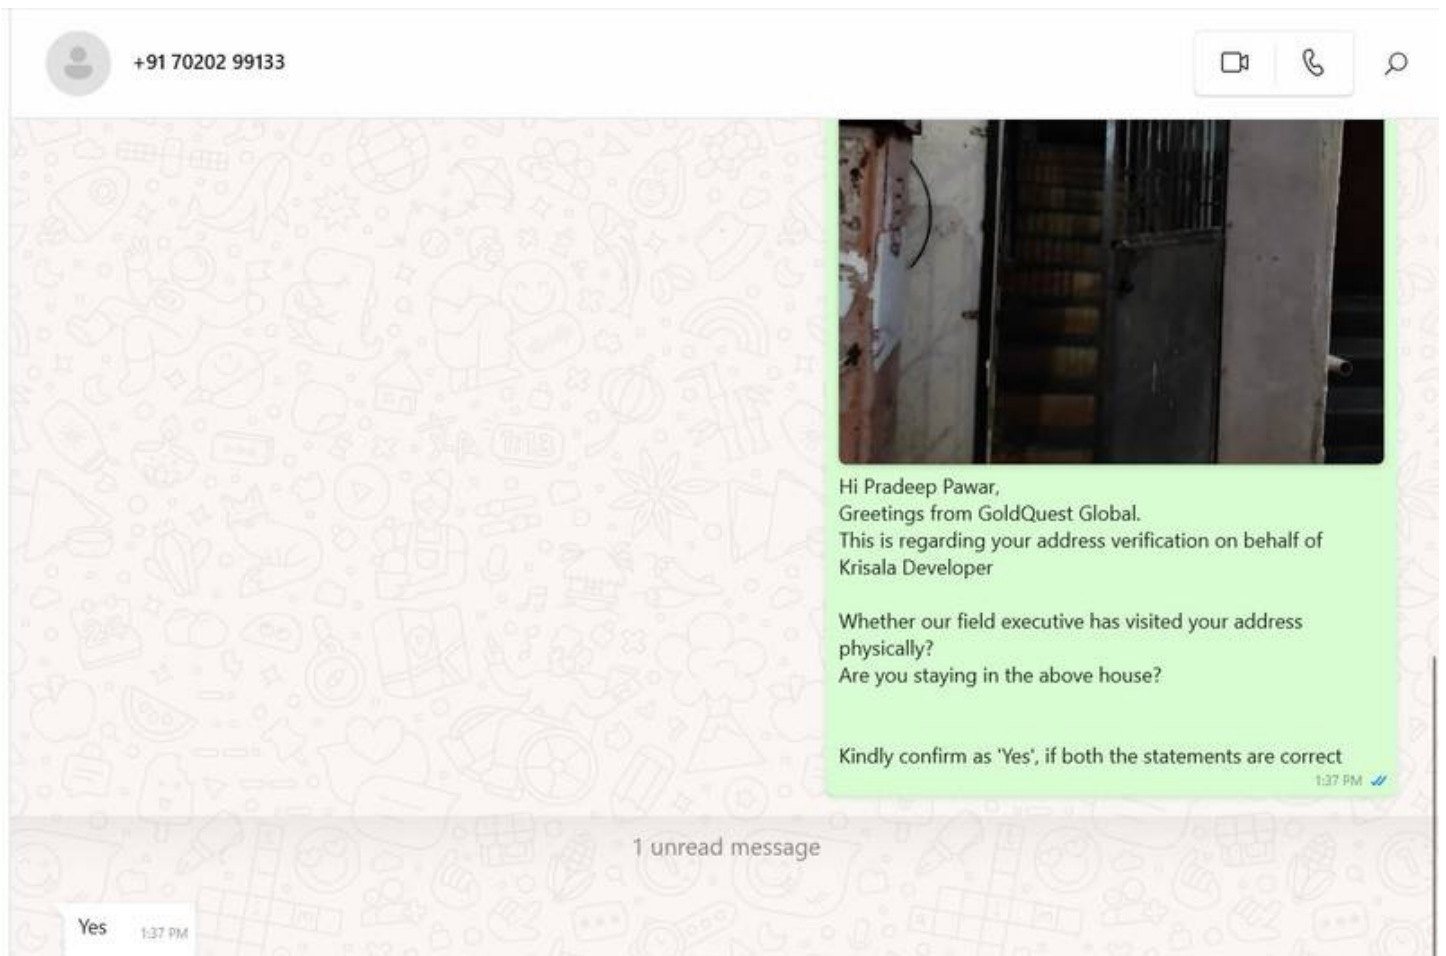 +91 70202 99133
Hi Pradeep Pawar,
Greetings from GoldQuest Global.
This is regarding your address verification on behalf of
Krisala Developer
Whether our field executive has visited your address
physically?
Are you staying in the above house?
Kindly confirm as 'Yes', if both the statements are correct
1:37 PM
1 unread message
Yes 1:37 PM